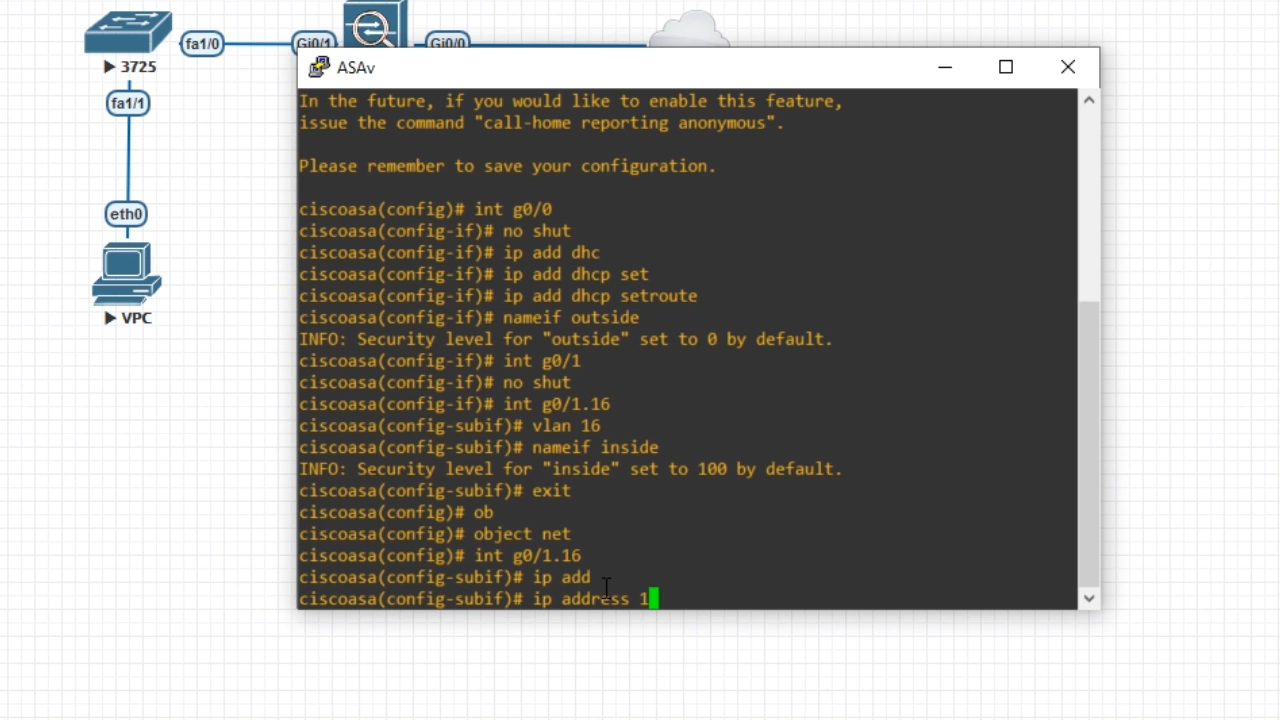 fa1/0
Gi0/1
Gi0/0
3725
fa1/1
eth0
VPC
ASAv
In the future, if you would like to enable this feature,
issue the command "call-home reporting anonymous".
Please remember to save your configuration.
ciscoasa(config)# int g0/0
ciscoasa(config-if)# no shut
ciscoasa(config-if)# ip add dhc
ciscoasa(config-if)# ip add dhcp set
ciscoasa(config-if)# ip add dhcp setroute
ciscoasa(config-if)# nameif outside
INFO: Security level for "outside" set to 0 by default.
ciscoasa(config-if)# int g0/1
ciscoasa(config-if)# no shut
ciscoasa(config-if)# int g0/1.16
ciscoasa(config-subif)# vlan 16
ciscoasa(config-subif)# nameif inside
INFO: Security level for "inside" set to 100 by default.
ciscoasa(config-subif)# exit
ciscoasa(config)# ob
ciscoasa(config)# object net
ciscoasa(config)# int g0/1.16
ciscoasa(config-subif)# ip add
ciscoasa(config-subif)# ip address 1